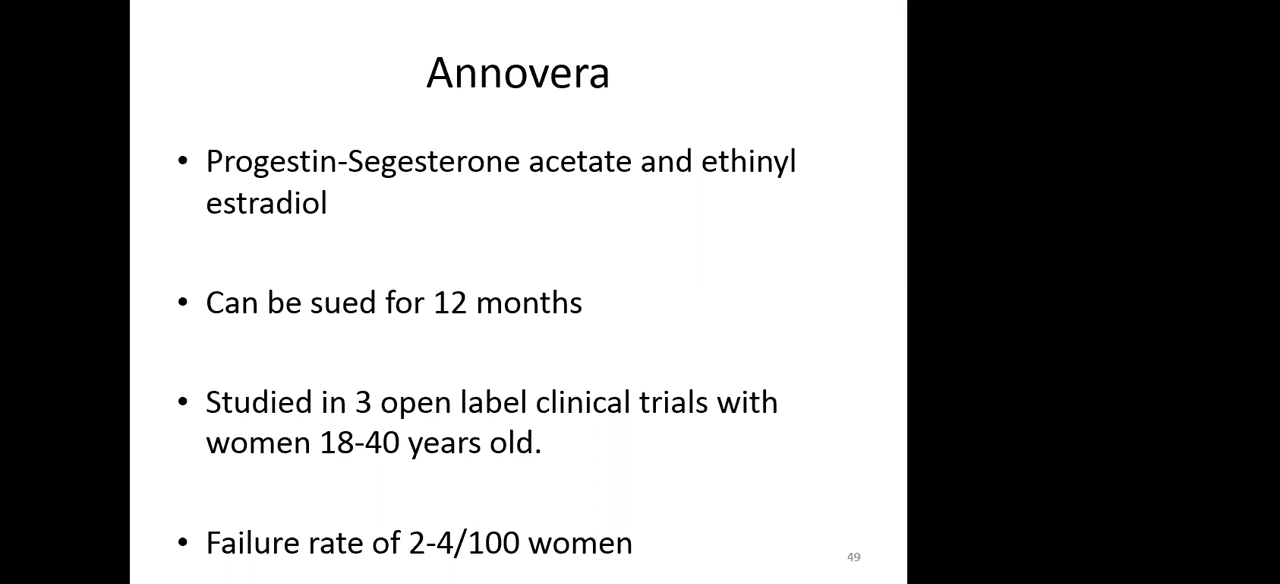 Annovera
• Progestin-Segesterone acetate and ethinyl
estradiol
• Can be sued for 12 months
• Studied in 3 open label clinical trials with
women 18-40 years old.
• Failure rate of 2-4/100 women
49